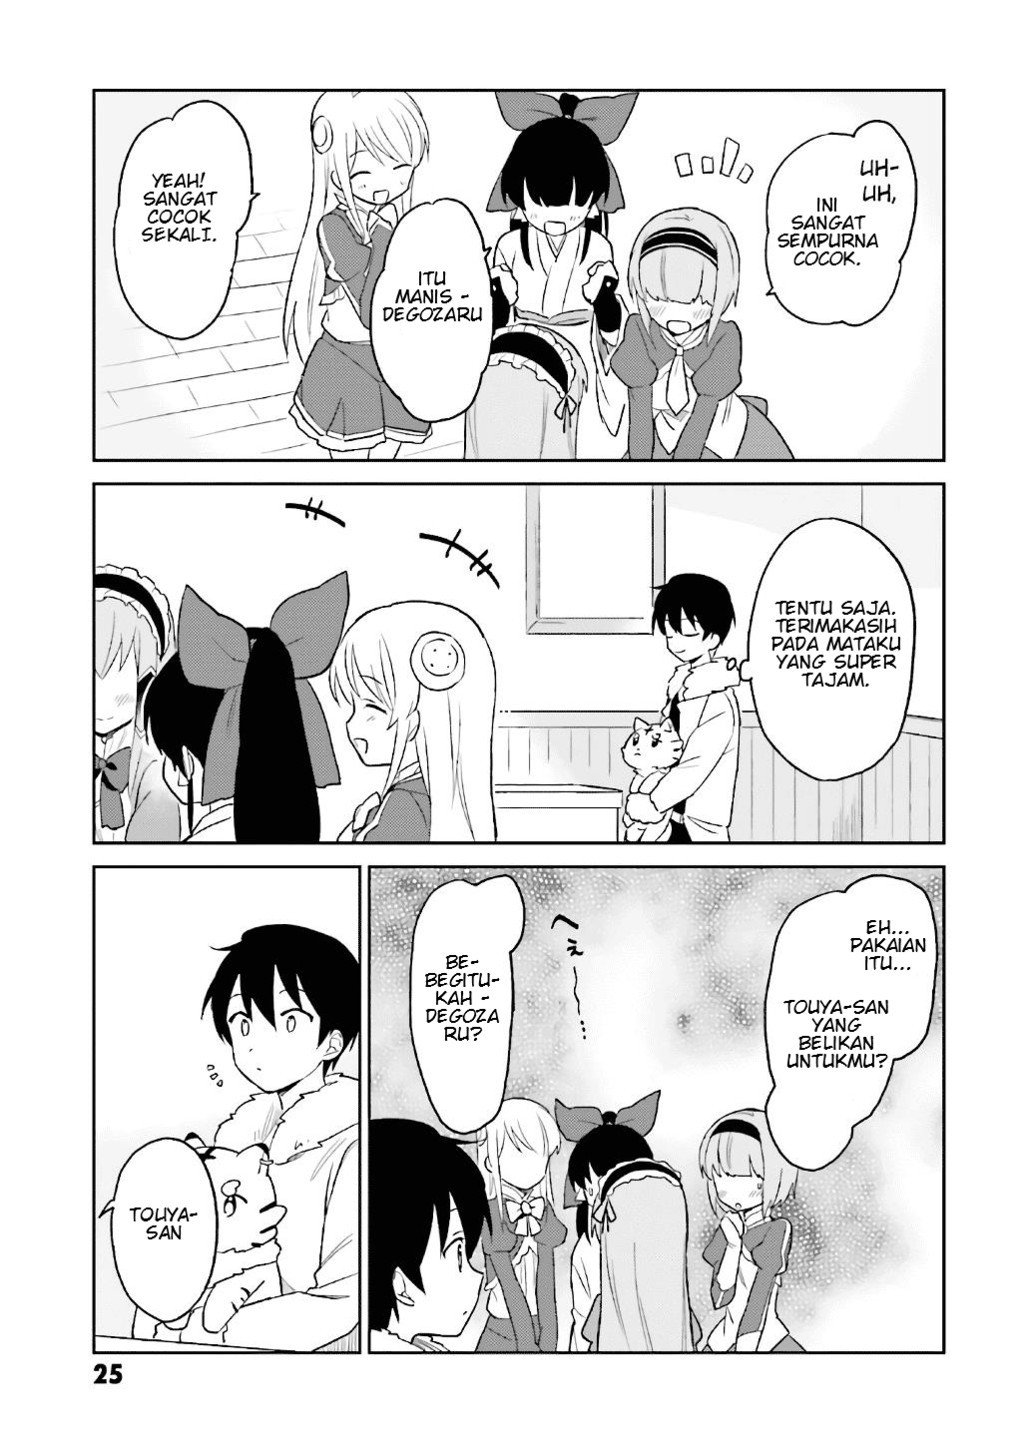 UH-
UH,
INI
SANGAT
SEMPURNA
COCOK.
ITU
MANIS -
DEGOZARU
YEAH!
SANGAT
COCOK
SEKALI.
TENTU SAJA.
TERIMAKASIH
PADA MATAKU
YANG SUPER
TAJAM.
EH...
PAKAIAN
ITU...
TOUYA-SAN
YANG
BELIKAN
UNTUKMU?
へぇ…
BE-
BEGITU-
KAH -
DEGOZA
RU?
TOUYA-
SAN
25